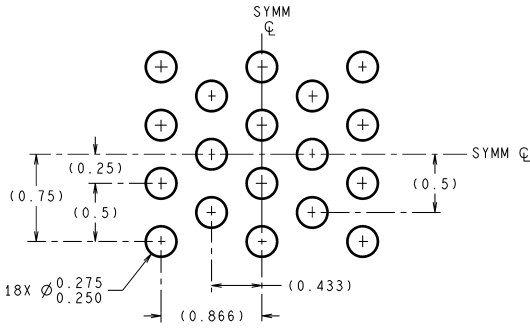 SYMM
℄
SYMM ℄
(0.25)
(0.75)
(0.5)
(0.5)
18X Ø 0.275
0.250
(0.433)
(0.866)